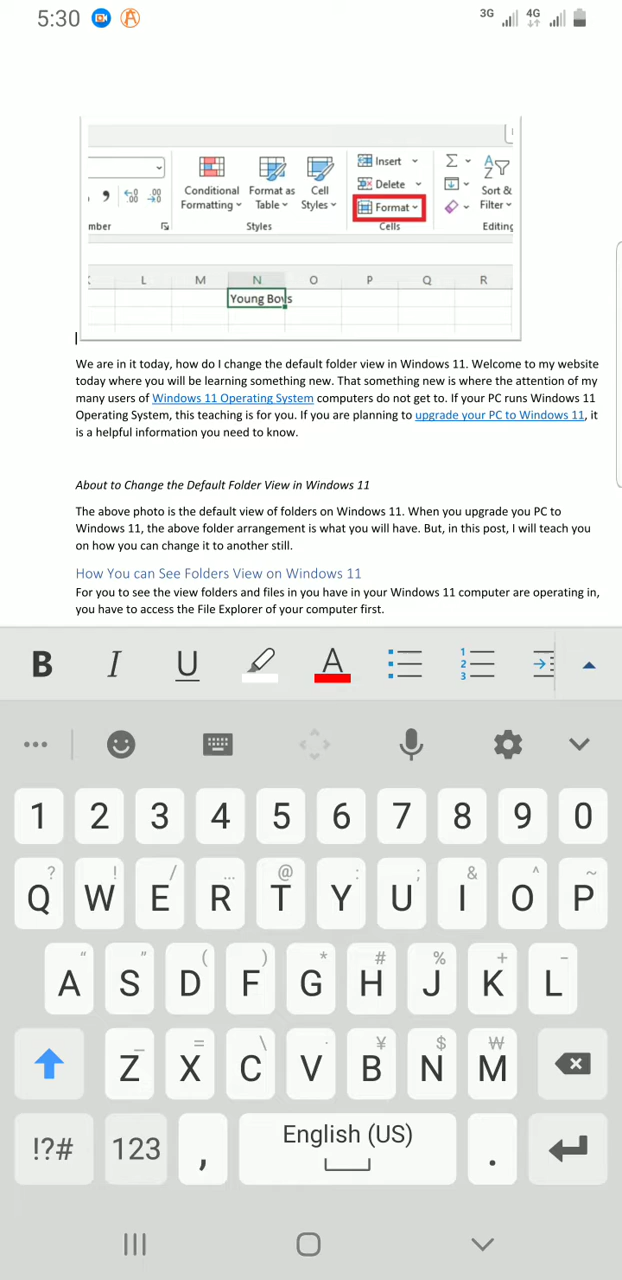 5:30
3G 4G
Insert
Σ
A
Z
Conditional Formatting
Format as Table
Cell Styles
Delete
Format
Sort & Filter
mber
Styles
Cells
Editing
L M N O P Q R
Young Boys
We are in it today, how do I change the default folder view in Windows 11. Welcome to my website
today where you will be learning something new. That something new is where the attention of my
many users of Windows 11 Operating System computers do not get to. If your PC runs Windows 11
Operating System, this teaching is for you. If you are planning to upgrade your PC to Windows 11, it
is a helpful information you need to know.
About to Change the Default Folder View in Windows 11
The above photo is the default view of folders on Windows 11. When you upgrade you PC to
Windows 11, the above folder arrangement is what you will have. But, in this post, I will teach you
on how you can change it to another still.
How You can See Folders View on Windows 11
For you to see the view folders and files in you have in your Windows 11 computer are operating in,
you have to access the File Explorer of your computer first.
B I U A
1 2 3 4 5 6 7 8 9 0
? ! / ... @ : ; & ^ ~
Q W E R T Y U I O P
“ ” ( ) * # % + -
A S D F G H J K L
_ = \ · ¥ $ ₩
Z X C V B N M
!?# 123 , English (US) .